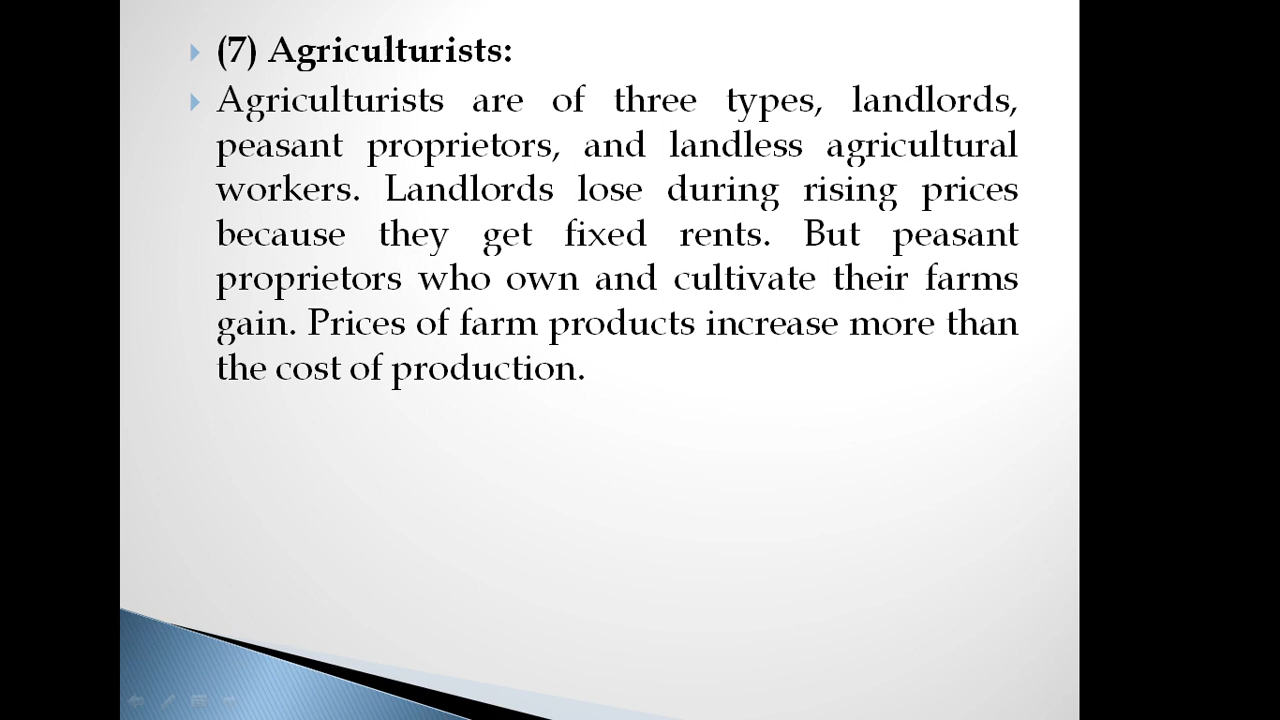 (7) Agriculturists:
Agriculturists are of three types, landlords,
peasant proprietors, and landless agricultural
workers. Landlords lose during rising prices
because they get fixed rents. But peasant
proprietors who own and cultivate their farms
gain. Prices of farm products increase more than
the cost of production.